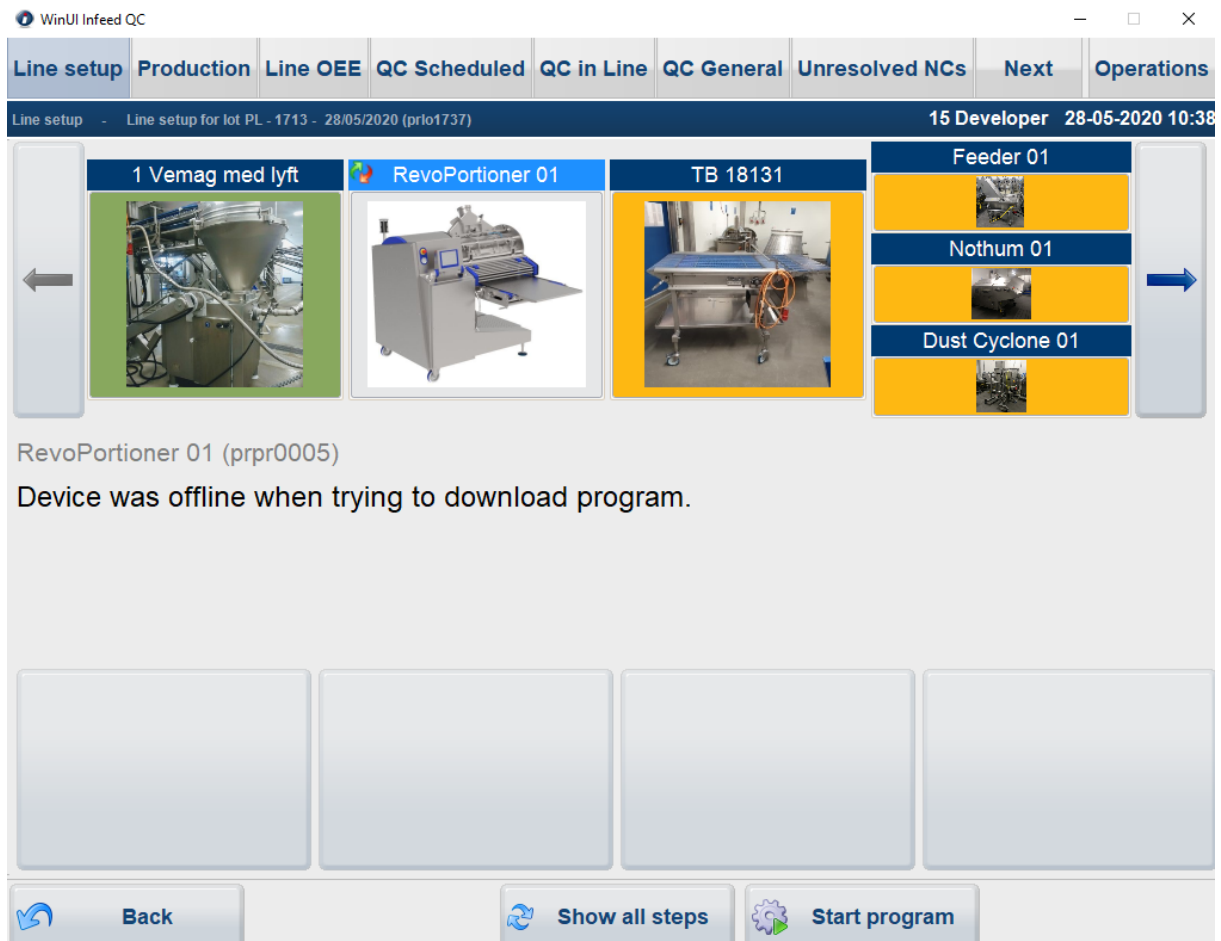 WinUI Infeed QC
Line setup Production Line OEE QC Scheduled QC in Line QC General Unresolved NCs Next Operations
Line setup - Line setup for lot PL - 1713 - 28/05/2020 (prlo1737) 15 Developer 28-05-2020 10:38
1 Vemag med lyft RevoPortioner 01 TB 18131 Feeder 01
Nothum 01
Dust Cyclone 01
RevoPortioner 01 (prpr0005)
Device was offline when trying to download program.
Back Show all steps Start program